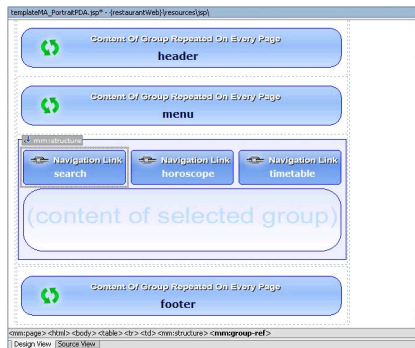 templateMA_PortraitPDA.jsp* - {restaurantWeb}\resources\jsp\
Content Of Group Repeated On Every Page
header
Content Of Group Repeated On Every Page
menu
mm:structure
Navigation Link
search
Navigation Link
horoscope
Navigation Link
timetable
(content of selected group)
Content Of Group Repeated On Every Page
footer
<mm:page> <html> <body> <table> <tr> <td> <mm:structure> <mm:group-ref>
Design View Source View